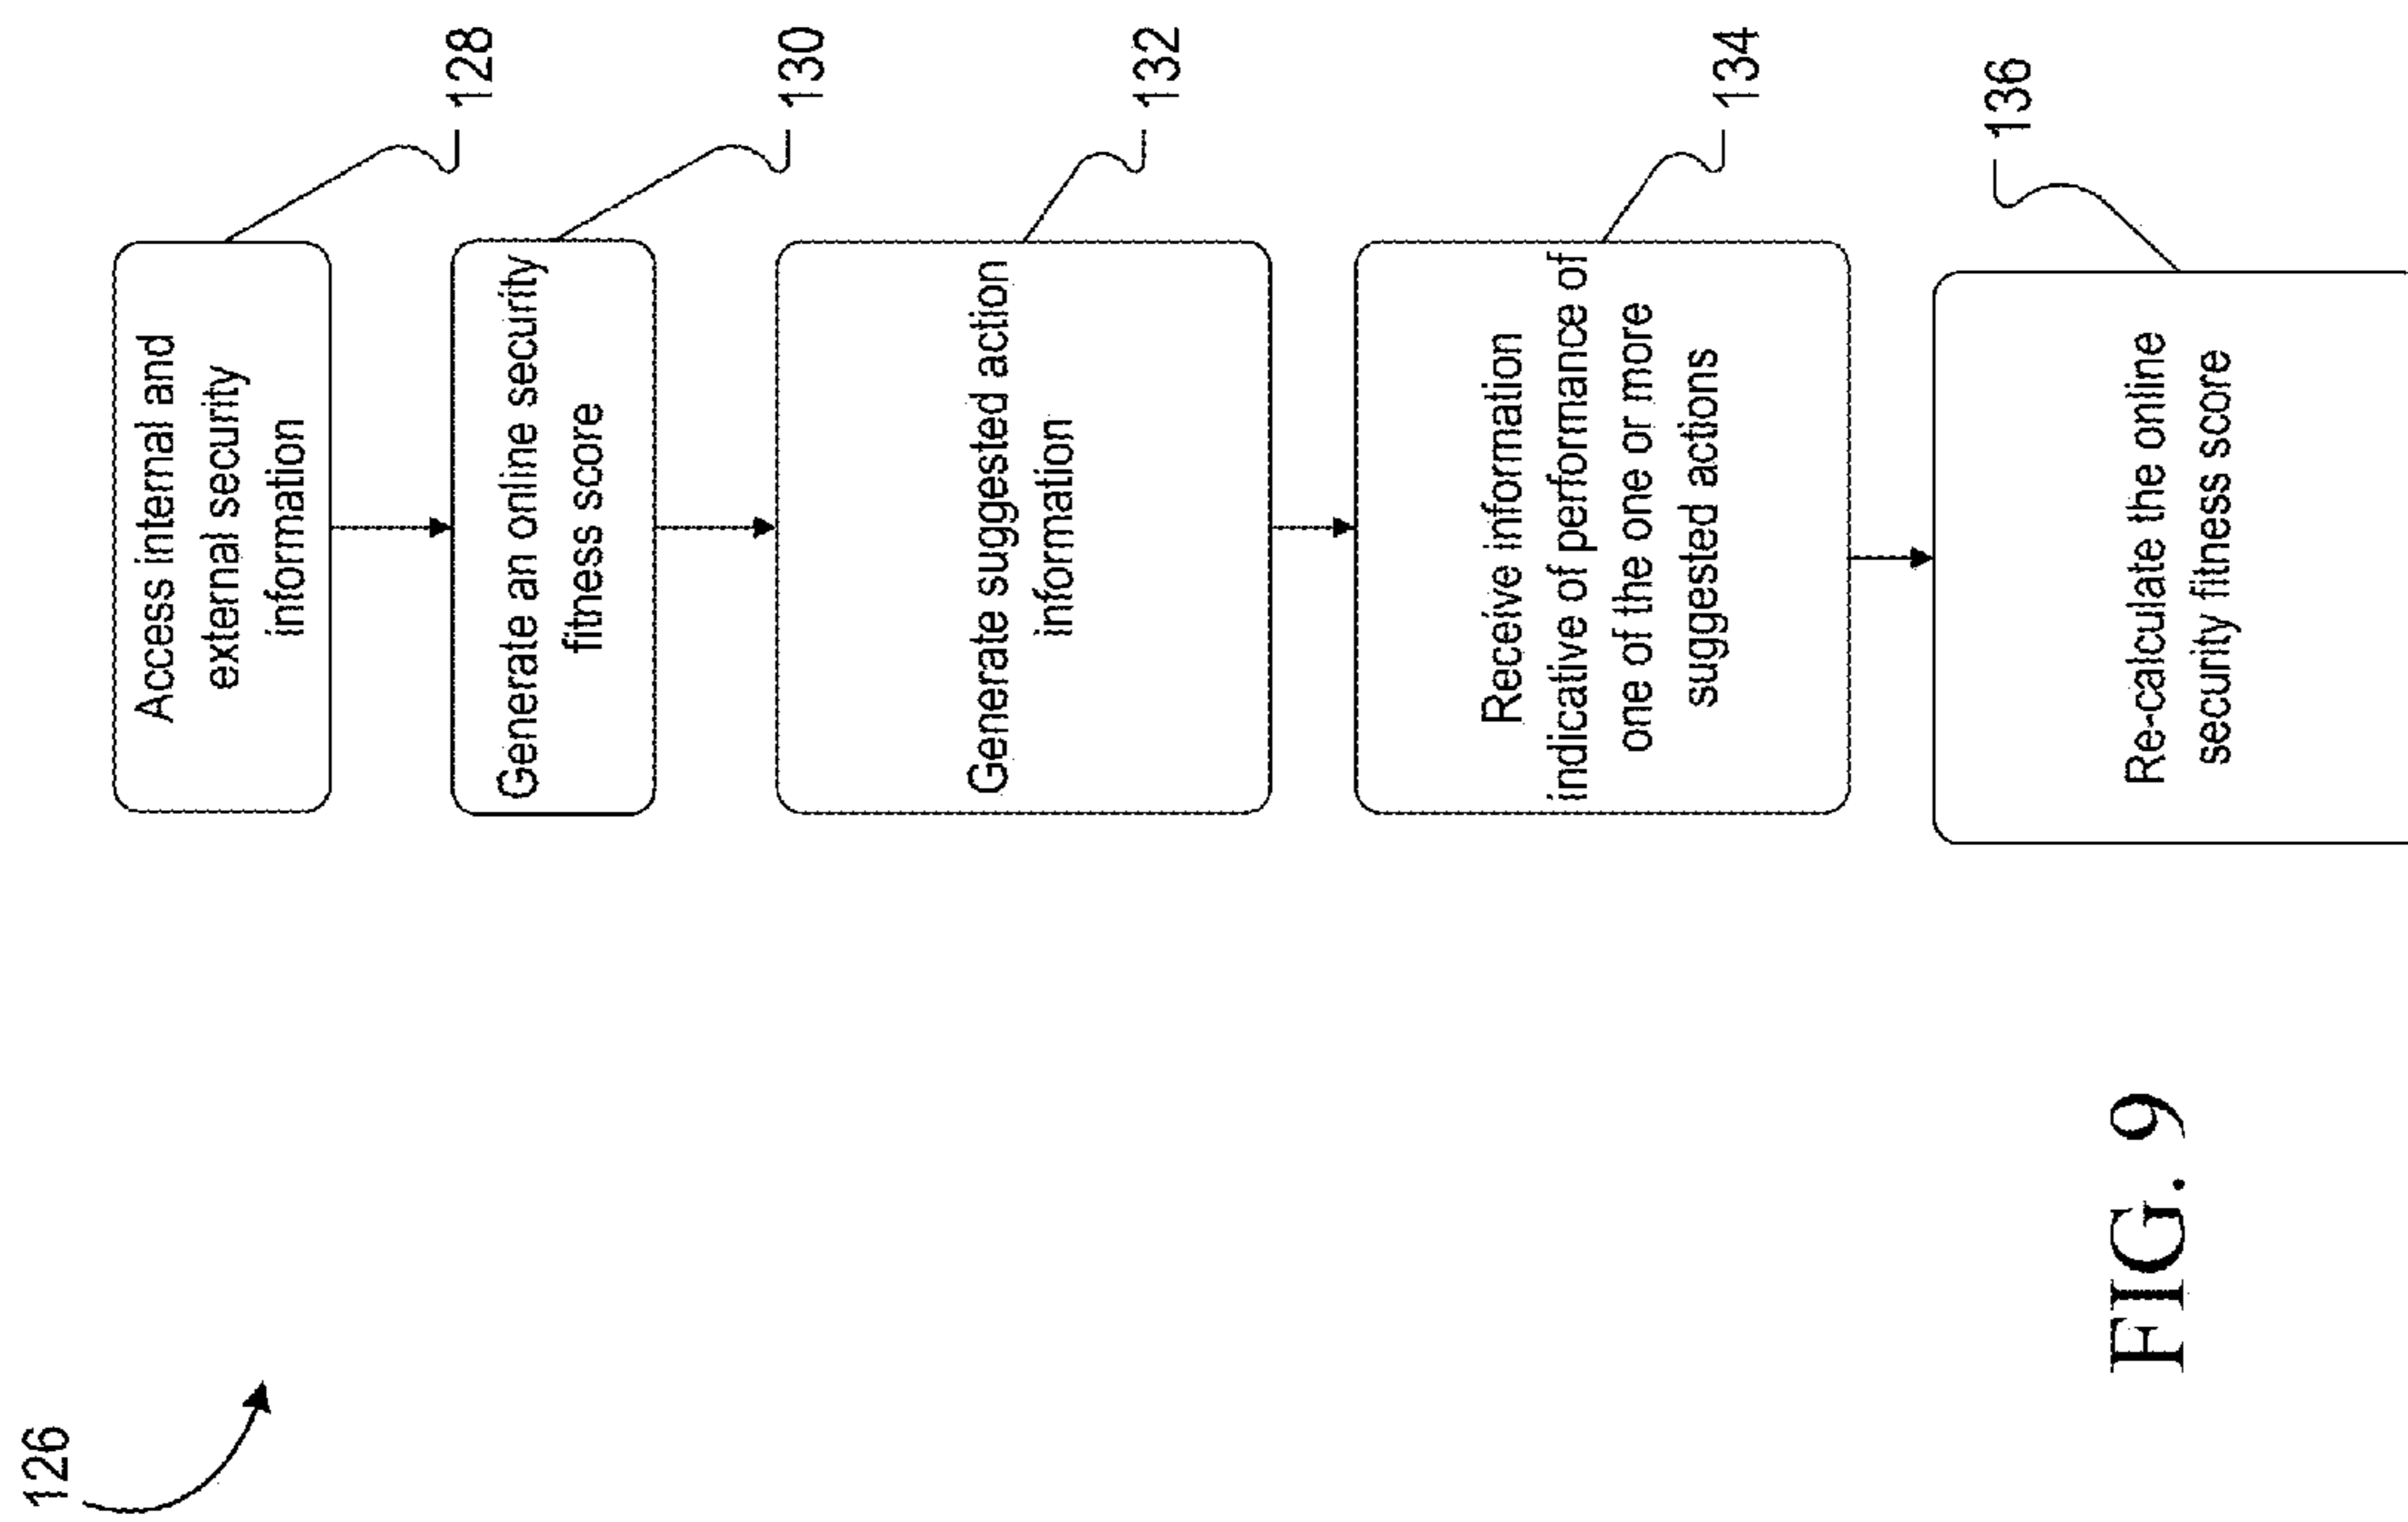 126
Access internal and
external security
information
128
Generate an online security
fitness score
130
Generate suggested action
information
132
Receive information
indicative of performance of
one of the one or more
suggested actions
134
Re-calculate the online
security fitness score
136
FIG. 9